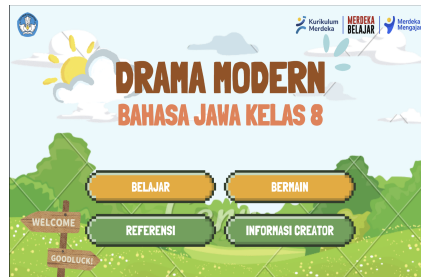 Kurikulum Merdeka
MERDEKA BELAJAR
Merdeka Mengajar
DRAMA MODERN
BAHASA JAWA KELAS 8
BELAJAR
BERMAIN
REFERENSI
INFORMASI CREATOR
WELCOME
GOODLUCK!